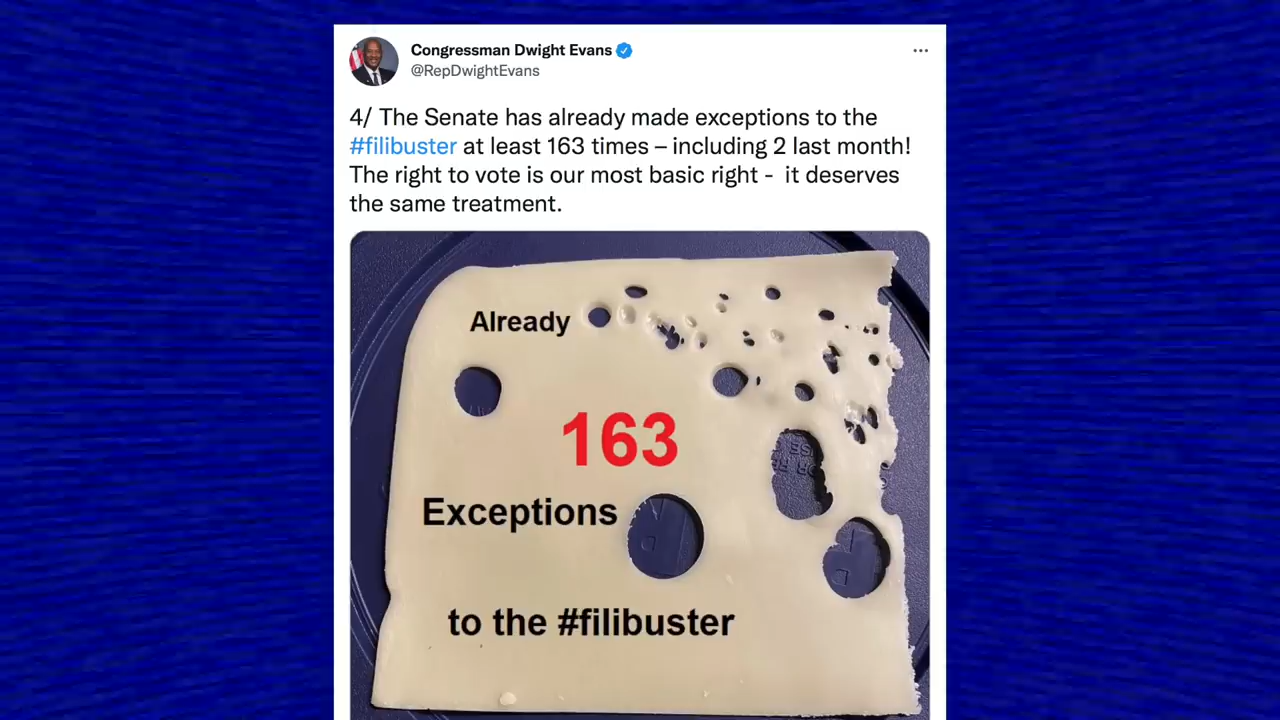 Congressman Dwight Evans
@RepDwightEvans
4/ The Senate has already made exceptions to the
#filibuster at least 163 times – including 2 last month!
The right to vote is our most basic right -  it deserves
the same treatment.
Already
163
Exceptions
to the #filibuster